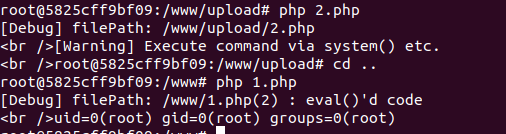 root@5825cff9bf09:/www/upload# php 2.php
[Debug] filePath: /www/upload/2.php
<br />[Warning] Execute command via system() etc.
<br />root@5825cff9bf09:/www/upload# cd ..
root@5825cff9bf09:/www# php 1.php
[Debug] filePath: /www/1.php(2) : eval()'d code
<br />uid=0(root) gid=0(root) groups=0(root)
root@5825cff9bf09:/www#